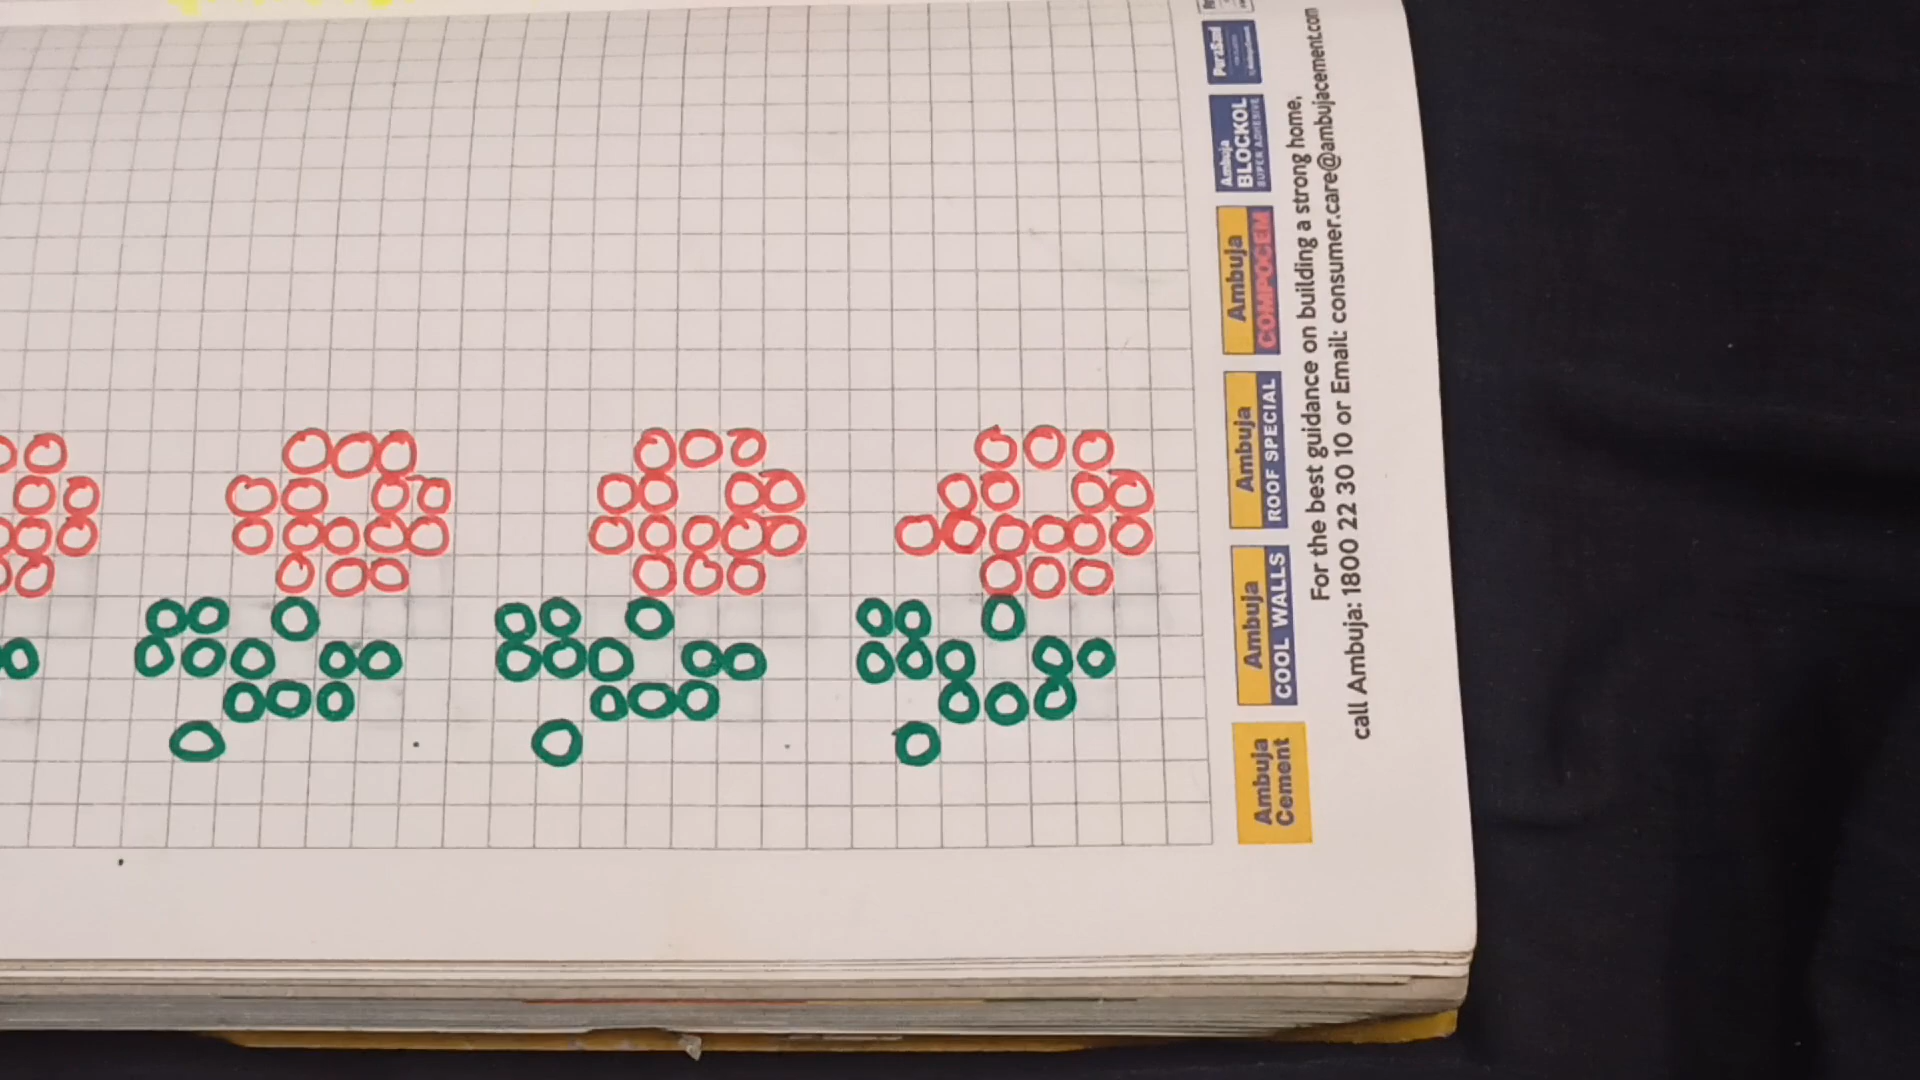 PuraSand
Ambuja
BLOCKOL
SUPER ADHESIVE
Ambuja
COMPOCEM
Ambuja
ROOF SPECIAL
Ambuja
COOL WALLS
Ambuja
Cement
For the best guidance on building a strong home,
call Ambuja: 1800 22 30 10 or Email: consumer.care@ambujacement.com